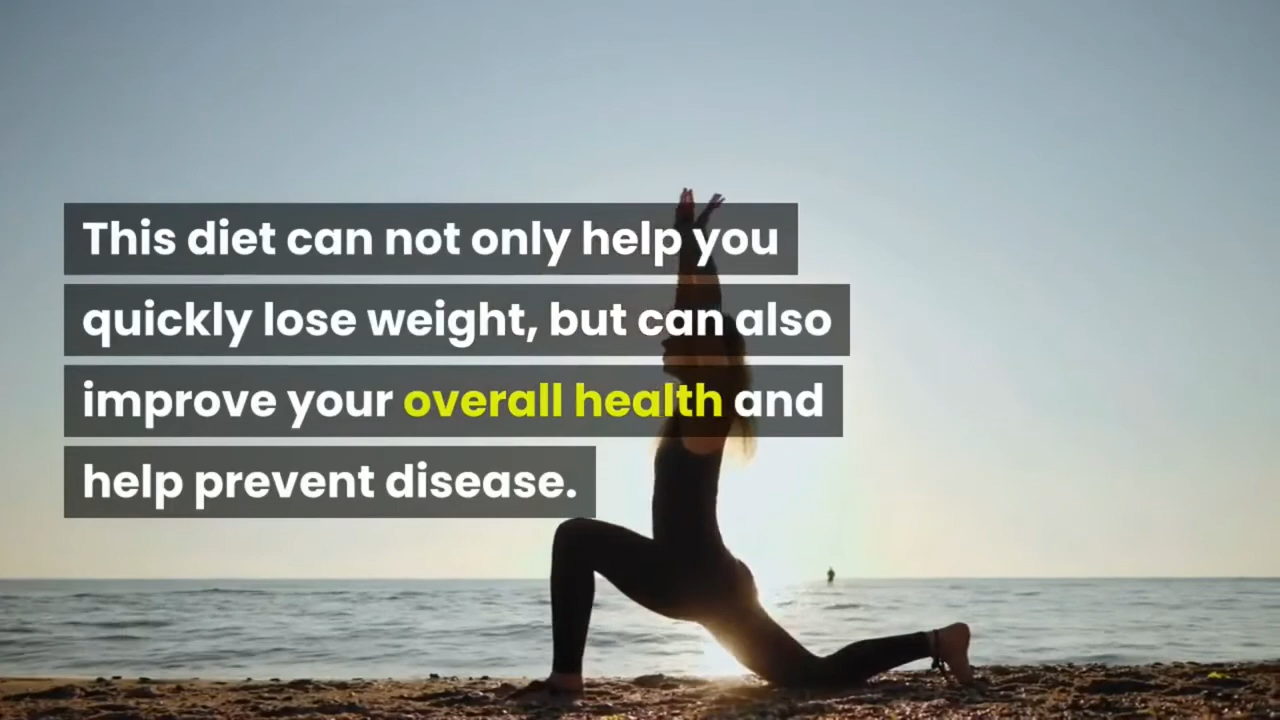 This diet can not only help you
quickly lose weight, but can also
improve your overall health and
help prevent disease.